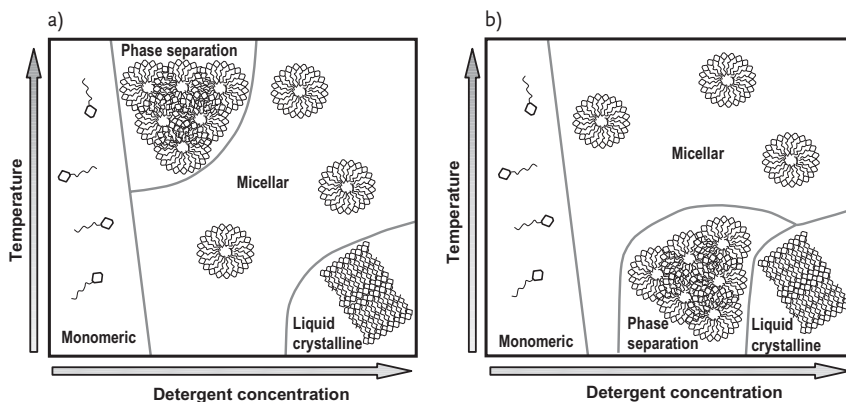 a)
Phase separation
Micellar
Temperature
Monomeric
Liquid
crystalline
Detergent concentration
b)
Micellar
Temperature
Monomeric
Phase
separation
Liquid
crystalline
Detergent concentration